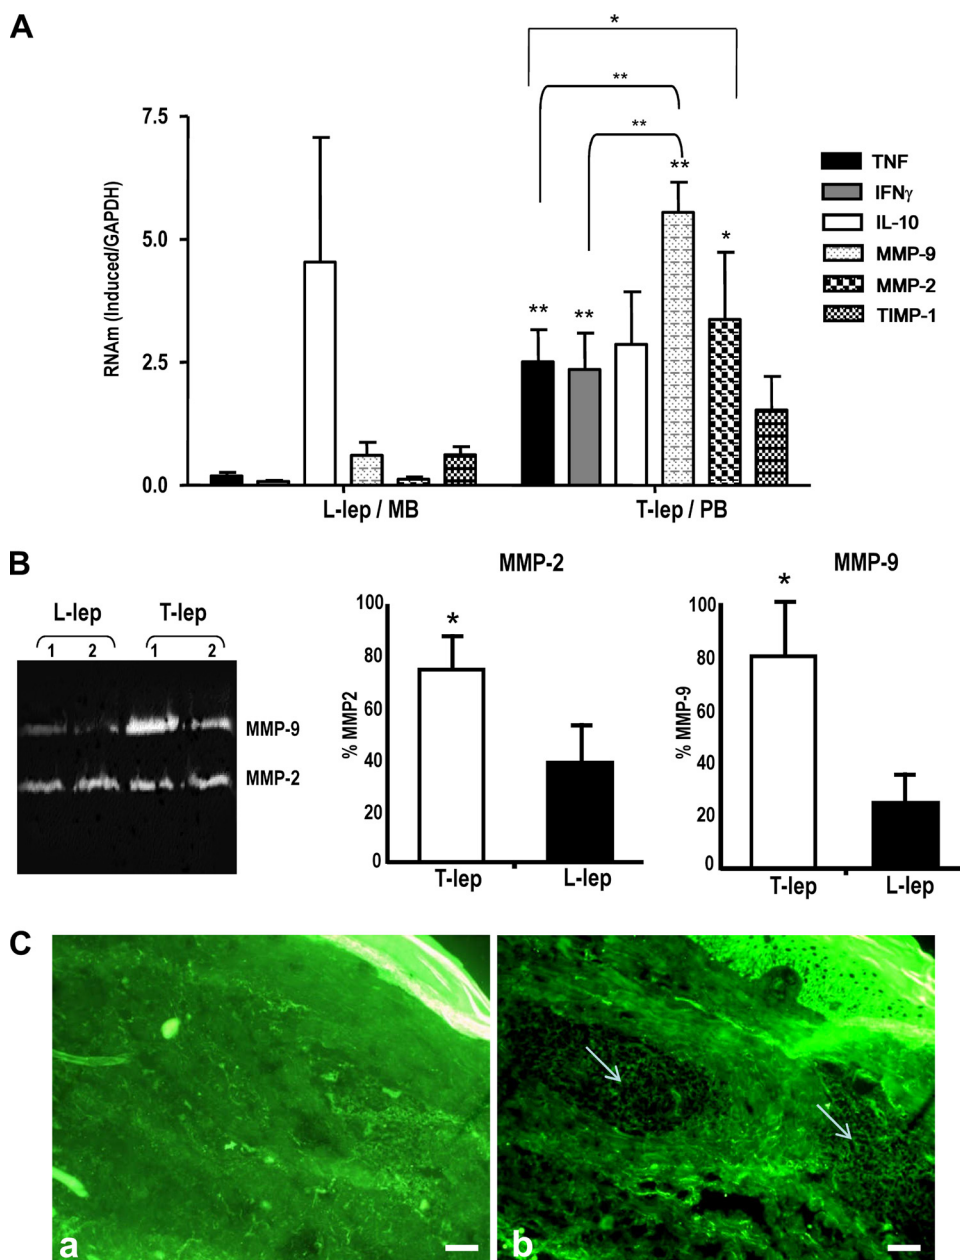 A
*
**
**
7.5
5.0
2.5
0.0
RNAm (Induced/GAPDH)
**
**
**
*
L-lep / MB
T-lep / PB
TNF
IFNγ
IL-10
MMP-9
MMP-2
TIMP-1
B
L-lep
T-lep
1 2 1 2
MMP-9
MMP-2
MMP-2
100
80
60
40
20
0
% MMP2
*
T-lep
L-lep
MMP-9
100
80
60
40
20
0
% MMP-9
*
T-lep
L-lep
C
a
b